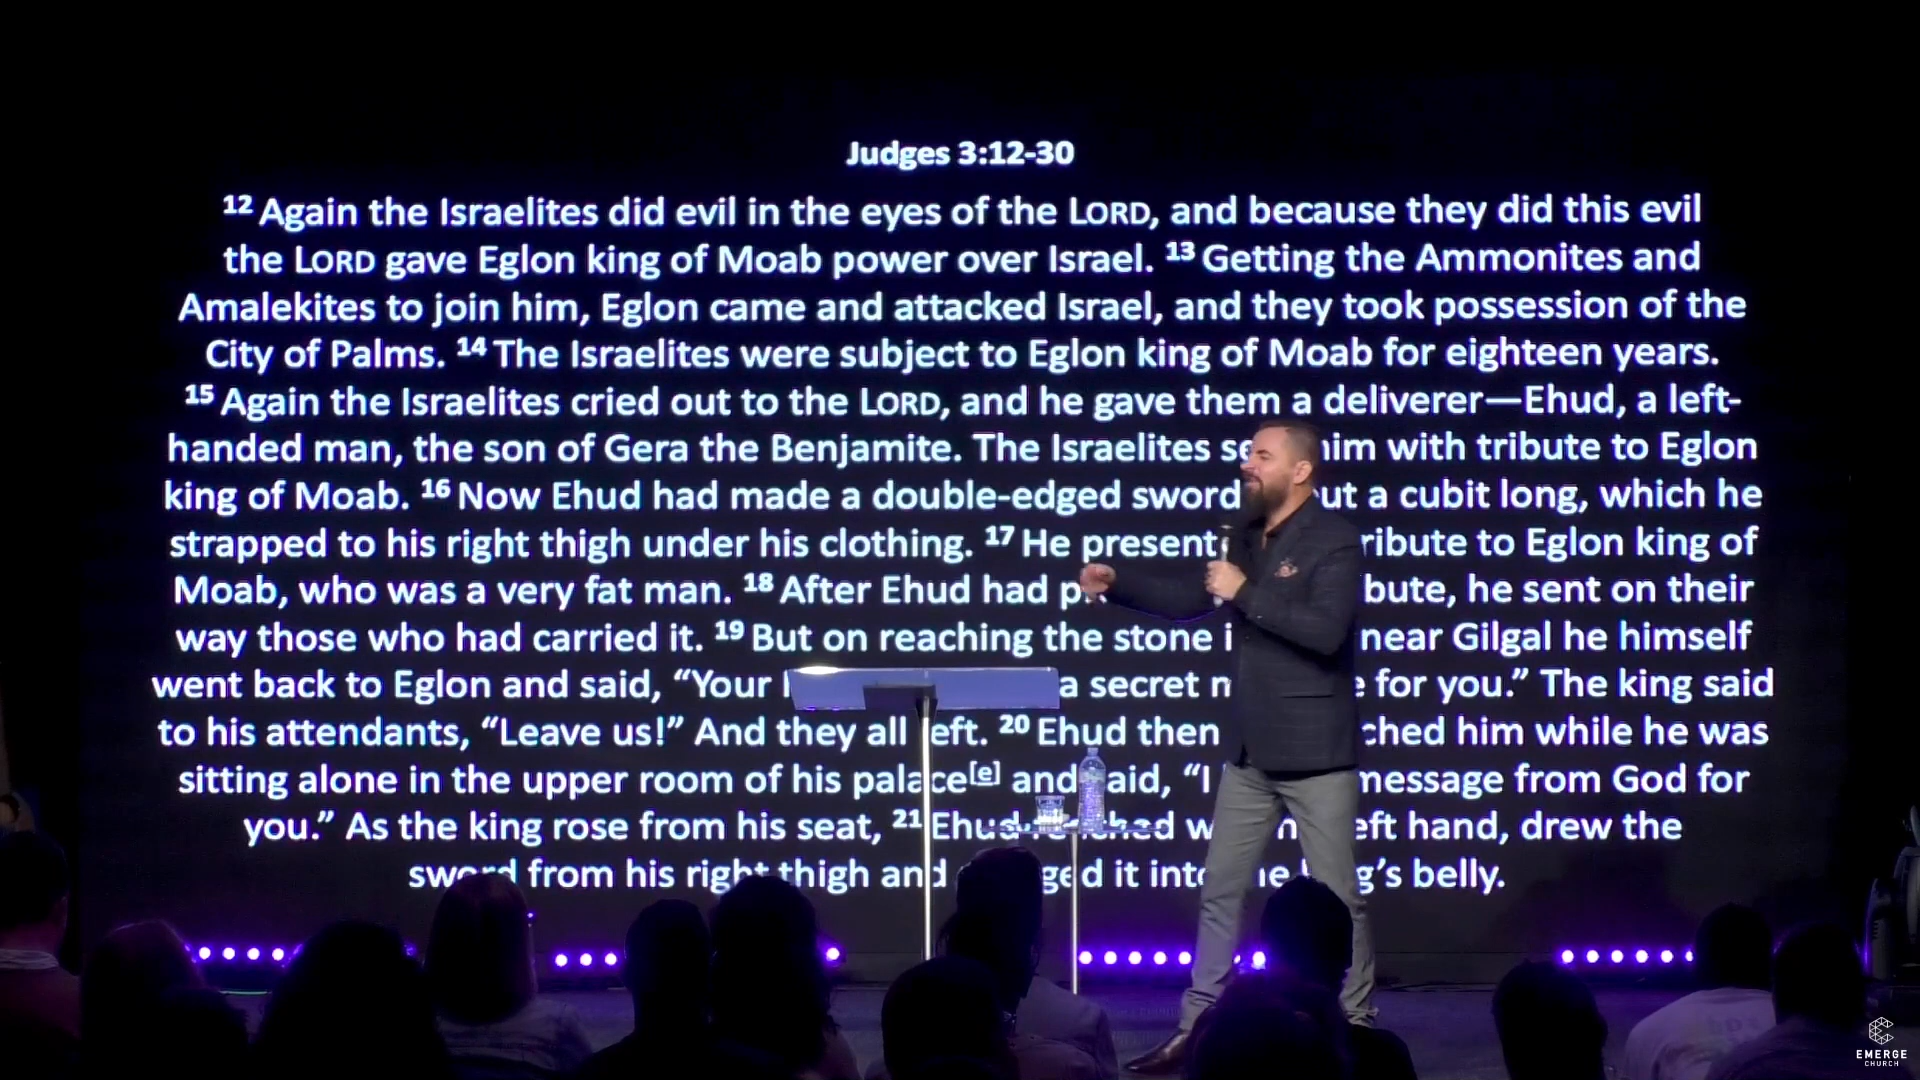 Judges 3:12-30
12 Again the Israelites did evil in the eyes of the LORD, and because they did this evil
the LORD gave Eglon king of Moab power over Israel. 13 Getting the Ammonites and
Amalekites to join him, Eglon came and attacked Israel, and they took possession of the
City of Palms. 14 The Israelites were subject to Eglon king of Moab for eighteen years.
15 Again the Israelites cried out to the LORD, and he gave them a deliverer—Ehud, a left-
handed man, the son of Gera the Benjamite. The Israelites him with tribute to Eglon
king of Moab. 16 Now Ehud had made a double-edged sword a cubit long, which he
strapped to his right thigh under his clothing. 17 He to Eglon king of
Moab, who was a very fat man. 18 After Ehud had he sent on their
way those who had carried it. 19 But on reaching the stone near Gilgal he himself
went back to Eglon and said, “Your a secret for you.” The king said
to his attendants, “Leave us!” And they all left. 20 Ehud then him while he was
sitting alone in the upper room of his palace[e] and said, “I message from God for
you.” As the king rose from his seat, 21 Ehud hand, drew the
sword from his right thigh and it belly.
EMERGE
CHURCH